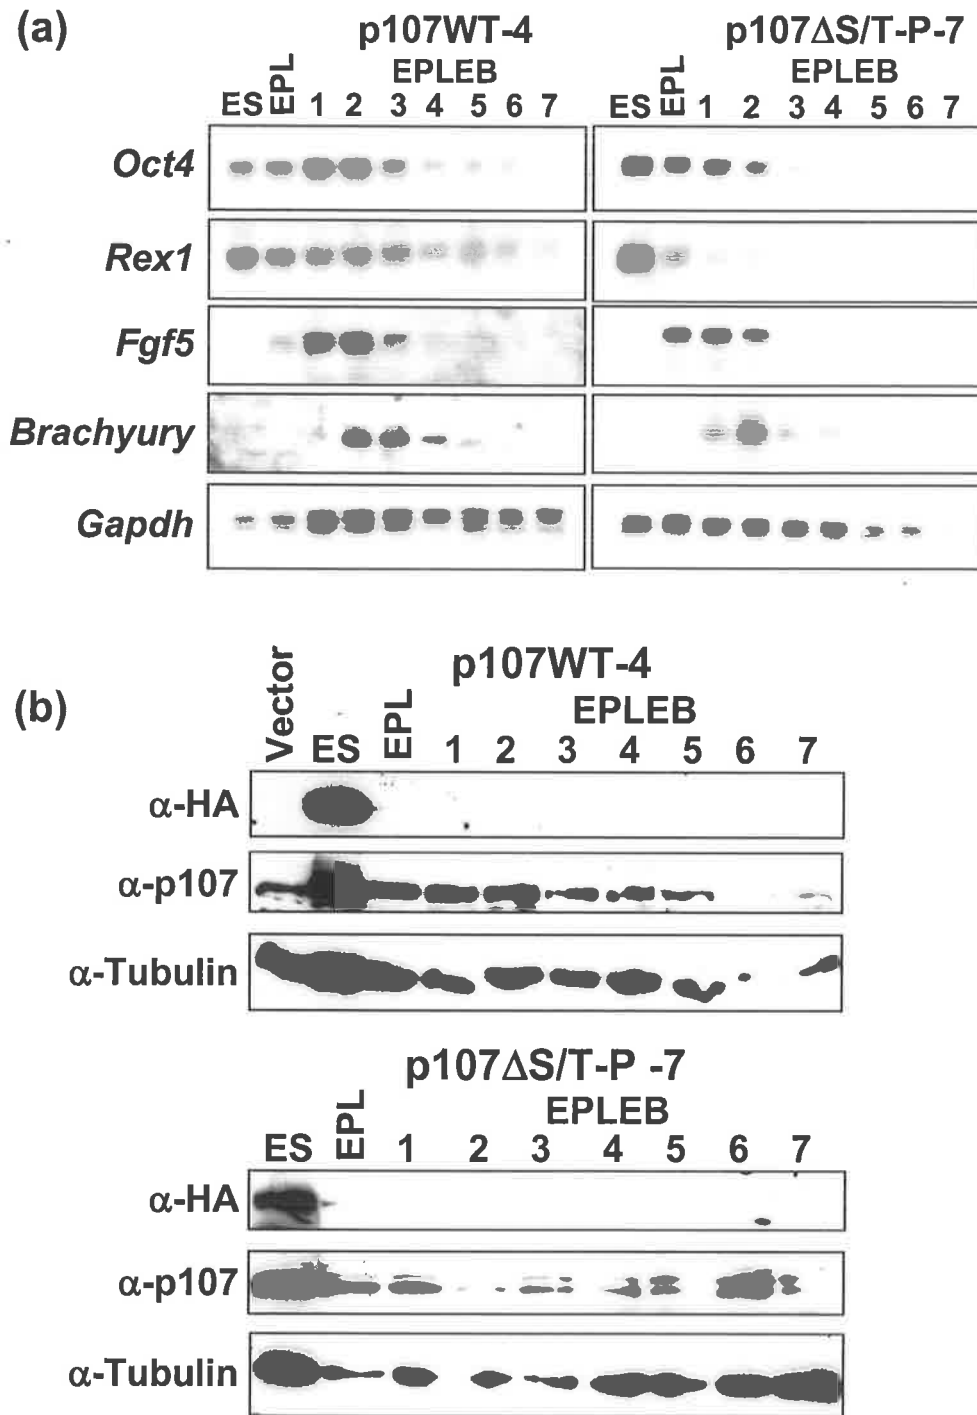 (a)
p107WT-4 p107ΔS/T-P-7
EPLEB EPLEB
ES EPL 1 2 3 4 5 6 7 ES EPL 1 2 3 4 5 6 7
Oct4
Rex1
Fgf5
Brachyury
Gapdh
(b)
p107WT-4
EPLEB
Vector ES EPL 1 2 3 4 5 6 7
α-HA
α-p107
α-Tubulin
p107ΔS/T-P -7
EPLEB
ES EPL 1 2 3 4 5 6 7
α-HA
α-p107
α-Tubulin